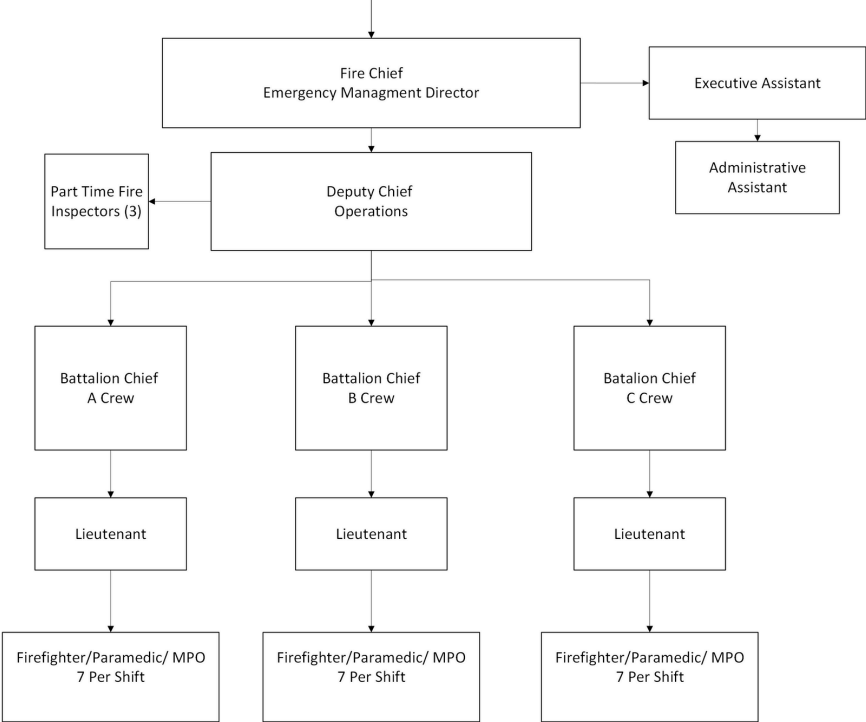 Fire Chief
Emergency Managment Director
Executive Assistant
Administrative
Assistant
Part Time Fire
Inspectors (3)
Deputy Chief
Operations
Battalion Chief
A Crew
Battalion Chief
B Crew
Batalion Chief
C Crew
Lieutenant
Lieutenant
Lieutenant
Firefighter/Paramedic/ MPO
7 Per Shift
Firefighter/Paramedic/ MPO
7 Per Shift
Firefighter/Paramedic/ MPO
7 Per Shift